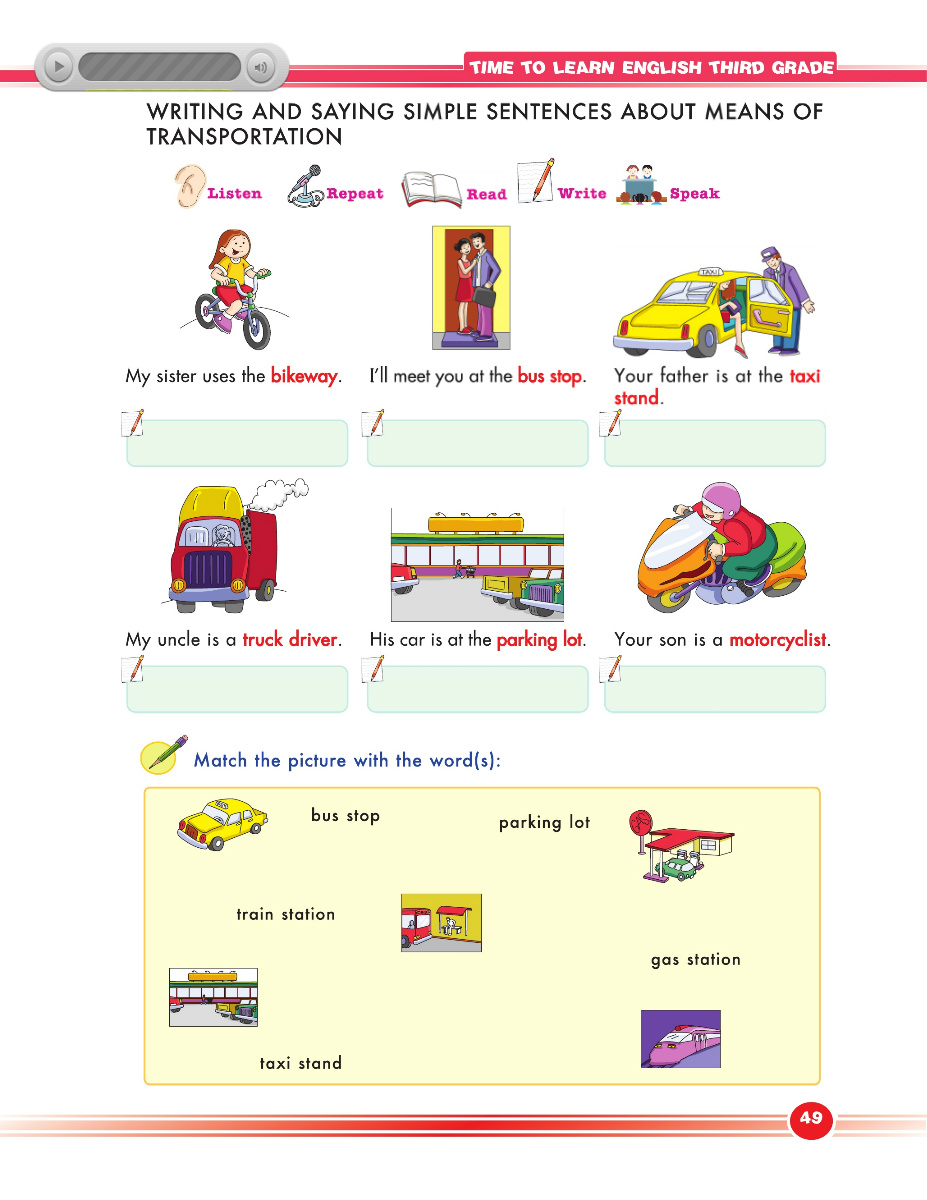 TIME TO LEARN ENGLISH THIRD GRADE
WRITING AND SAYING SIMPLE SENTENCES ABOUT MEANS OF
TRANSPORTATION
Listen
Repeat
Read
Write
Speak
TAXI
My sister uses the bikeway.
I'll meet you at the bus stop.
Your father is at the taxi
stand.
My uncle is a truck driver.
His car is at the parking lot.
Your son is a motorcyclist.
Match the picture with the word(s):
bus stop
parking lot
train station
gas station
taxi stand
49